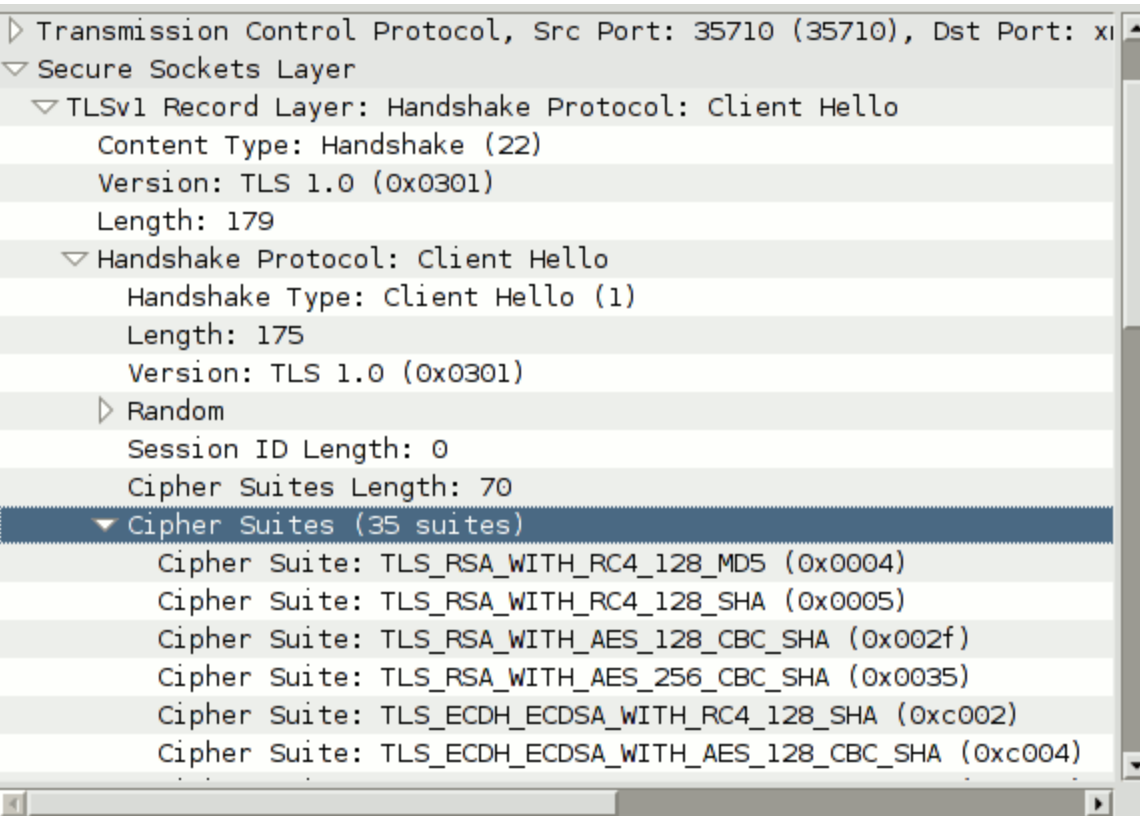 Transmission Control Protocol, Src Port: 35710 (35710), Dst Port:
Secure Sockets Layer
TLSv1 Record Layer: Handshake Protocol: Client Hello
Content Type: Handshake (22)
Version: TLS 1.0 (0x0301)
Length: 179
Handshake Protocol: Client Hello
Handshake Type: Client Hello (1)
Length: 175
Version: TLS 1.0 (0x0301)
Random
Session ID Length: 0
Cipher Suites Length: 70
Cipher Suites (35 suites)
Cipher Suite: TLS_RSA_WITH_RC4_128_MD5 (0x0004)
Cipher Suite: TLS_RSA_WITH_RC4_128_SHA (0x0005)
Cipher Suite: TLS_RSA_WITH_AES_128_CBC_SHA (0x002f)
Cipher Suite: TLS_RSA_WITH_AES_256_CBC_SHA (0x0035)
Cipher Suite: TLS_ECDH_ECDSA_WITH_RC4_128_SHA (0xc002)
Cipher Suite: TLS_ECDH_ECDSA_WITH_AES_128_CBC_SHA (0xc004)